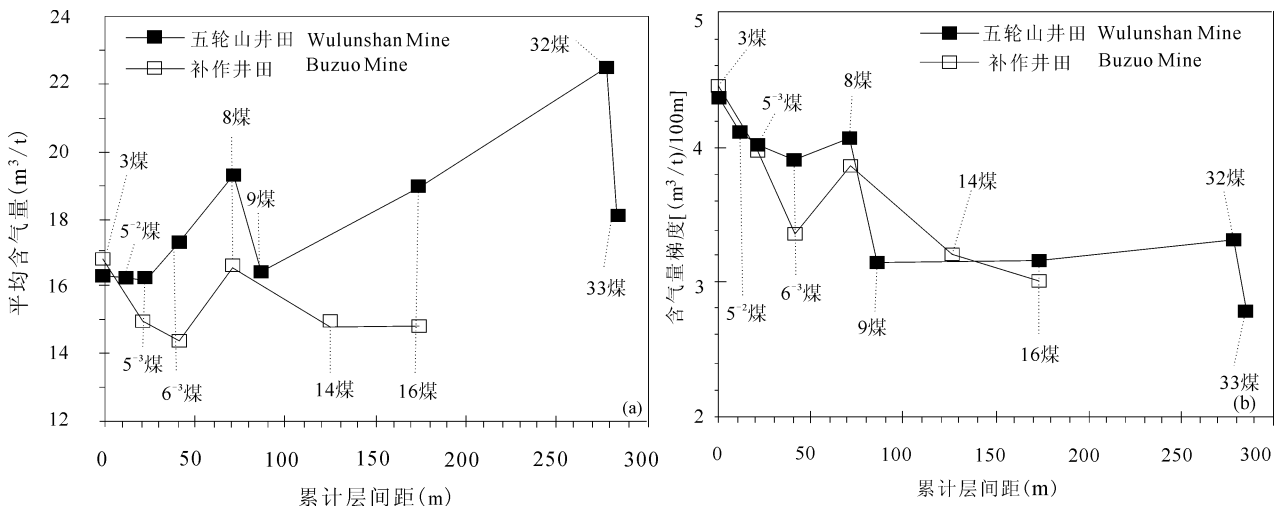 24
22
20
18
16
14
12
平均含气量(m³/t)
五轮山井田 Wulunshan Mine
补作井田 Buzuo Mine
3煤
5⁻²煤
5⁻³煤
6⁻³煤
8煤
9煤
14煤
16煤
32煤
33煤
(a)
0 50 100 150 200 250 300
累计层间距(m)
5
4
3
2
含气量梯度[(m³/t)/100m]
五轮山井田 Wulunshan Mine
补作井田 Buzuo Mine
3煤
5⁻³煤
8煤
5⁻²煤
6⁻³煤
9煤
14煤
16煤
32煤
33煤
(b)
0 50 100 150 200 250 300
累计层间距(m)